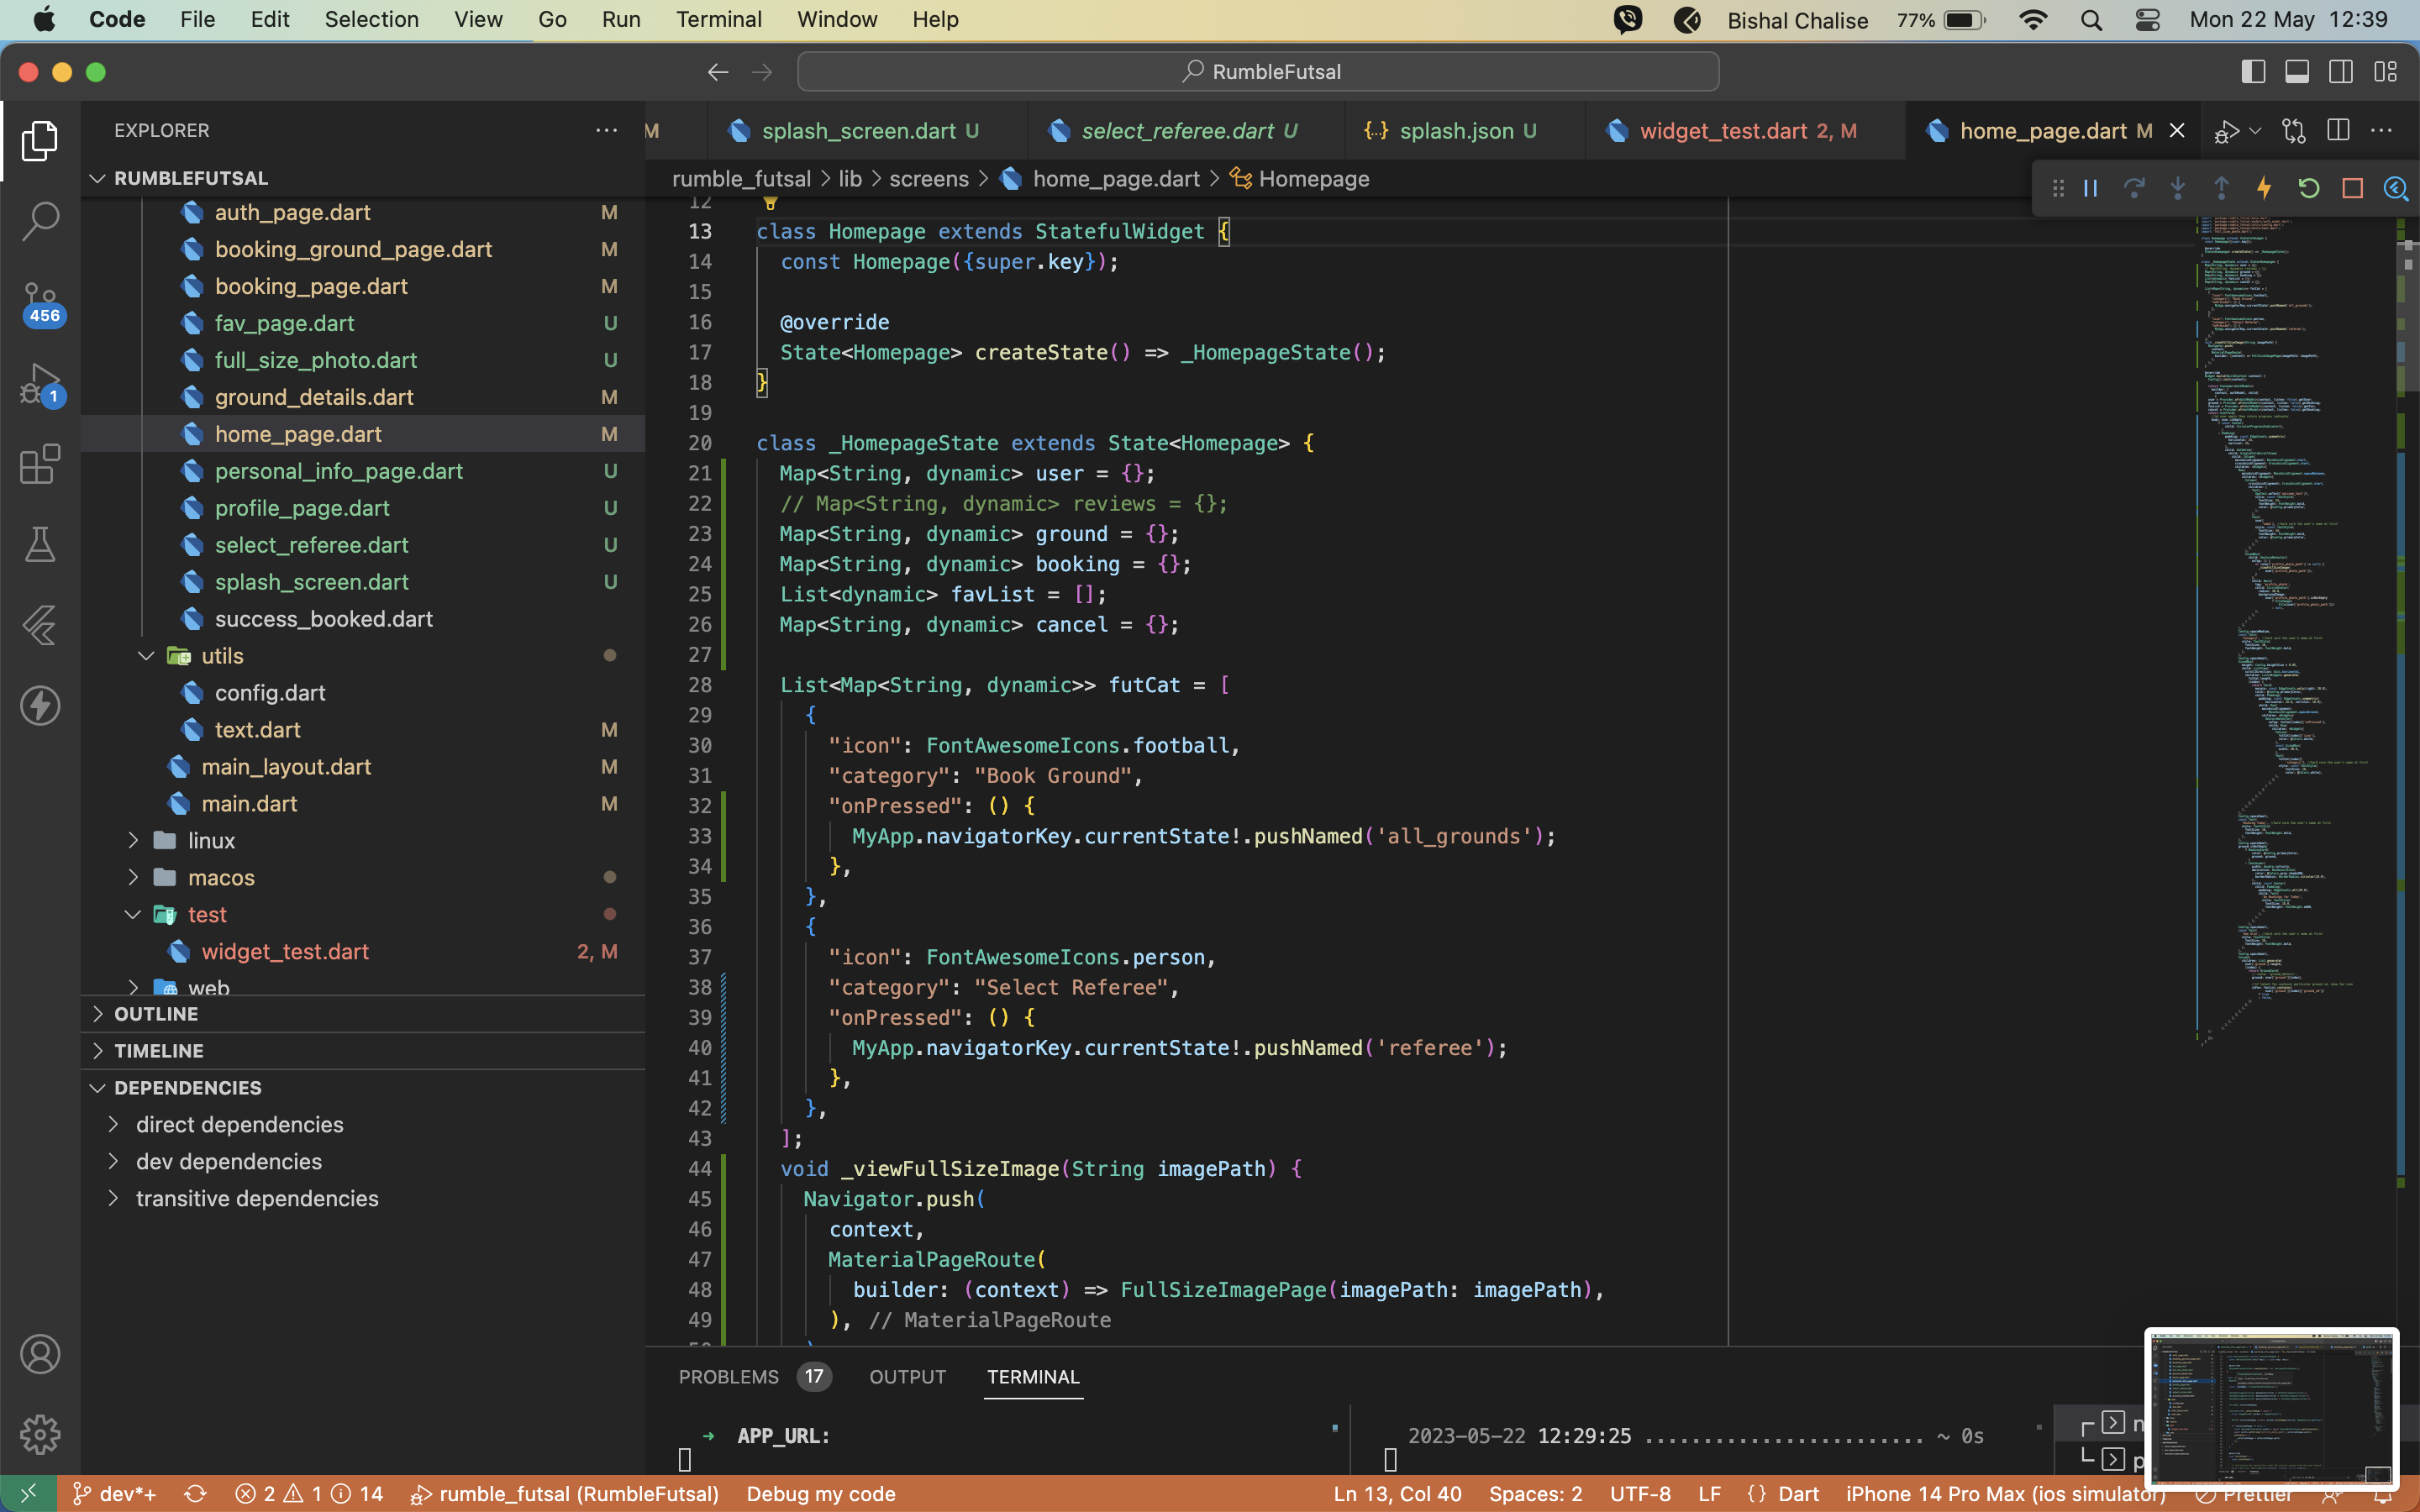 Code File Edit Selection View Go Run Terminal Window Help Bishal Chalise 77% Mon 22 May 12:39
RumbleFutsal
EXPLORER
RUMBLEFUTSAL
auth_page.dart M
booking_ground_page.dart M
booking_page.dart M
fav_page.dart U
full_size_photo.dart U
ground_details.dart M
home_page.dart M
personal_info_page.dart U
profile_page.dart U
select_referee.dart U
splash_screen.dart U
success_booked.dart
utils
config.dart
text.dart M
main_layout.dart M
main.dart M
linux
macos
test
widget_test.dart 2, M
web
OUTLINE
TIMELINE
DEPENDENCIES
direct dependencies
dev dependencies
transitive dependencies
456
1
M splash_screen.dart U select_referee.dart U {..} splash.json U widget_test.dart 2, M home_page.dart M
rumble_futsal > lib > screens > home_page.dart > Homepage
12
13 class Homepage extends StatefulWidget {
14 const Homepage({super.key});
15
16 @override
17 State<Homepage> createState() => _HomepageState();
18 }
19
20 class _HomepageState extends State<Homepage> {
21 Map<String, dynamic> user = {};
22 // Map<String, dynamic> reviews = {};
23 Map<String, dynamic> ground = {};
24 Map<String, dynamic> booking = {};
25 List<dynamic> favList = [];
26 Map<String, dynamic> cancel = {};
27
28 List<Map<String, dynamic>> futCat = [
29 {
30 "icon": FontAwesomeIcons.football,
31 "category": "Book Ground",
32 "onPressed": () {
33 MyApp.navigatorKey.currentState!.pushNamed('all_grounds');
34 },
35 },
36 {
37 "icon": FontAwesomeIcons.person,
38 "category": "Select Referee",
39 "onPressed": () {
40 MyApp.navigatorKey.currentState!.pushNamed('referee');
41 },
42 },
43 ];
44 void _viewFullSizeImage(String imagePath) {
45 Navigator.push(
46 context,
47 MaterialPageRoute(
48 builder: (context) => FullSizeImagePage(imagePath: imagePath),
49 ), // MaterialPageRoute
PROBLEMS 17 OUTPUT TERMINAL
➜ APP_URL:
2023-05-22 12:29:25 ....................... ~ 0s
dev*+ 2 1 14 rumble_futsal (RumbleFutsal) Debug my code Ln 13, Col 40 Spaces: 2 UTF-8 LF {} Dart iPhone 14 Pro Max (ios simulator) Prettier